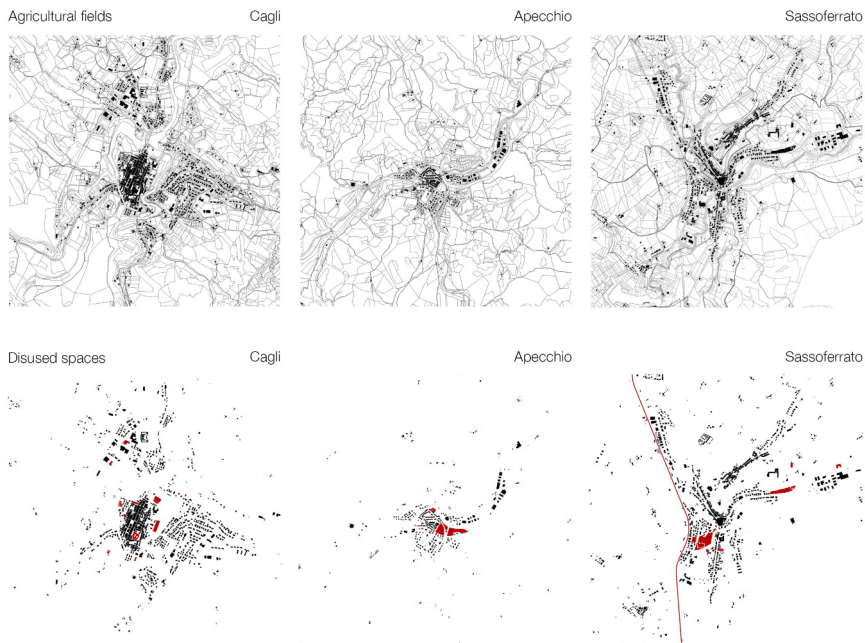 Agricultural fields Cagli
Apecchio
Sassoferrato
Disused spaces Cagli
Apecchio
Sassoferrato